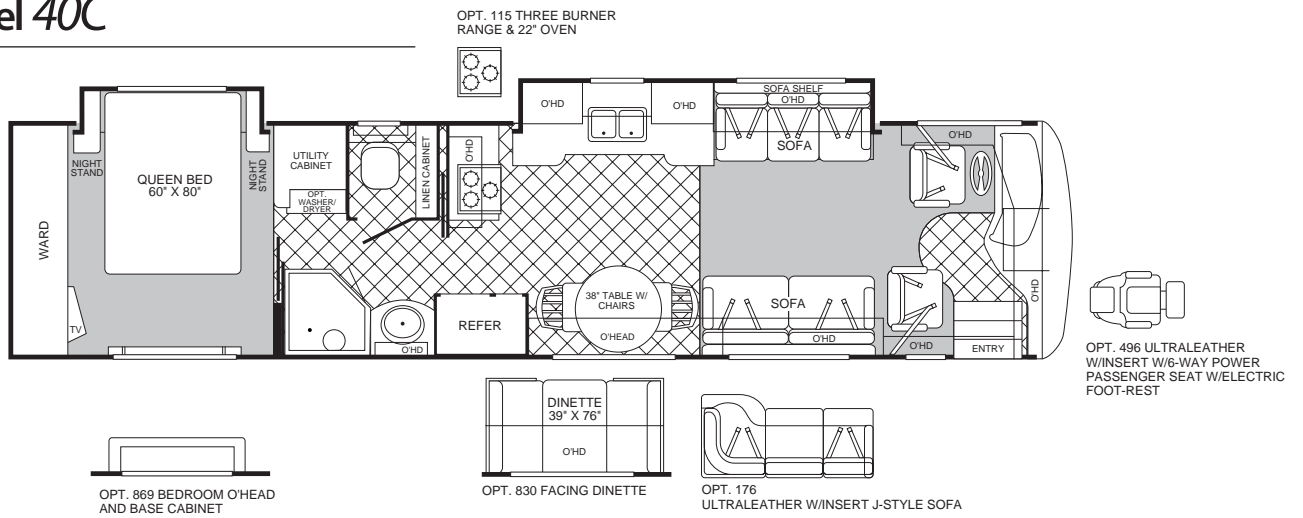 el 40C
OPT. 115 THREE BURNER
RANGE & 22" OVEN
O'HD
O'HD
SOFA SHELF
O'HD
SOFA
O'HD
NIGHT
STAND
QUEEN BED
60" X 80"
NIGHT
STAND
UTILITY
CABINET
OPT.
WASHER/
DRYER
LINEN CABINET
O'HD
WARD
TV
O'HD
REFER
38" TABLE W/
CHAIRS
O'HEAD
SOFA
O'HD
O'HD
ENTRY
O'HD
OPT. 496 ULTRALEATHER
W/INSERT W/6-WAY POWER
PASSENGER SEAT W/ELECTRIC
FOOT-REST
DINETTE
39" X 76"
O'HD
OPT. 869 BEDROOM O'HEAD
AND BASE CABINET
OPT. 830 FACING DINETTE
OPT. 176
ULTRALEATHER W/INSERT J-STYLE SOFA